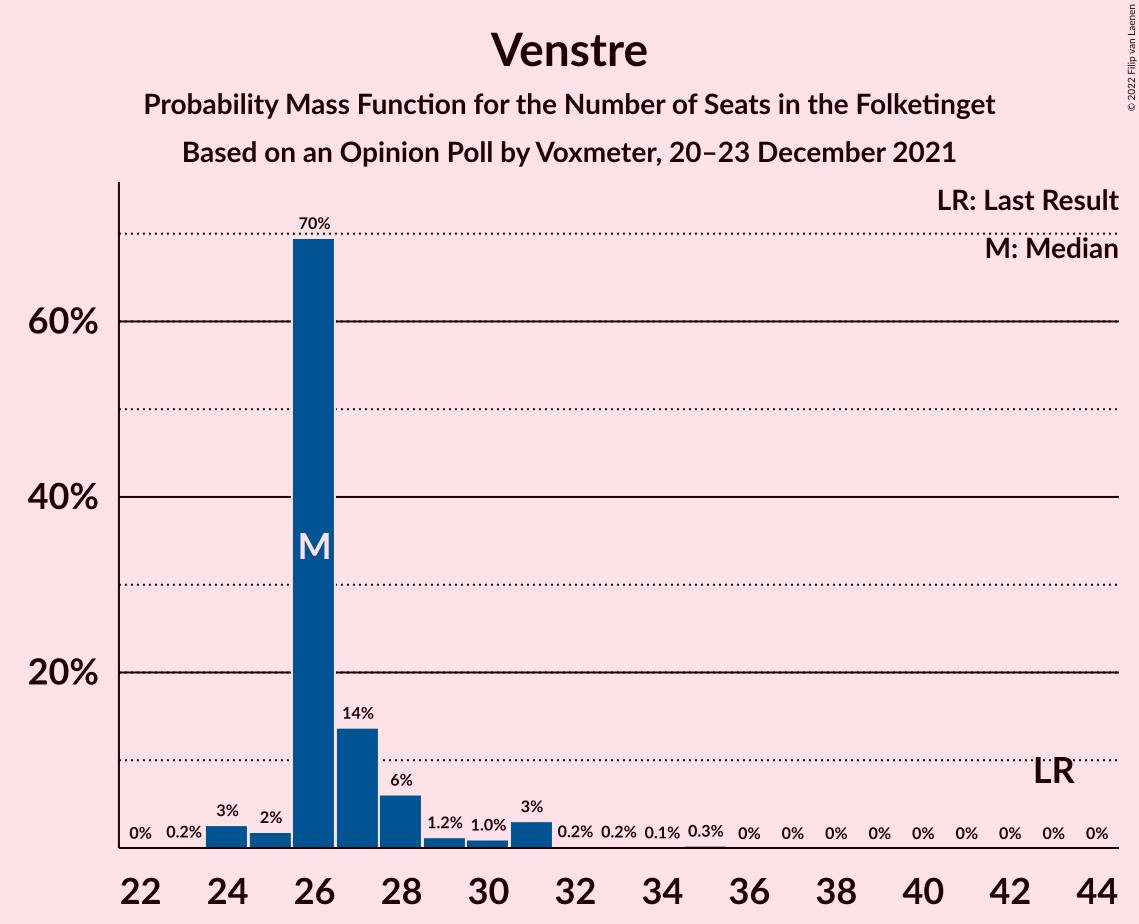 Venstre
Probability Mass Function for the Number of Seats in the Folketinget
Based on an Opinion Poll by Voxmeter, 20–23 December 2021
© 2022 Filip van Laenen
LR: Last Result
M: Median
60%
40%
20%
0%
0.2%
3%
2%
70%
M
14%
6%
1.2%
1.0%
3%
0.2%
0.2%
0.1%
0.3%
0%
0%
0%
0%
0%
0%
0%
0%
0%
LR
22 24 26 28 30 32 34 36 38 40 42 44